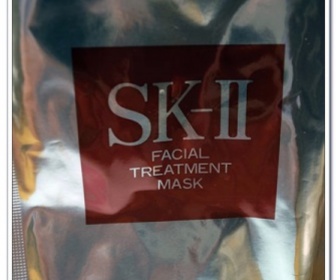 SK-II
FACIAL
TREATMENT
MASK